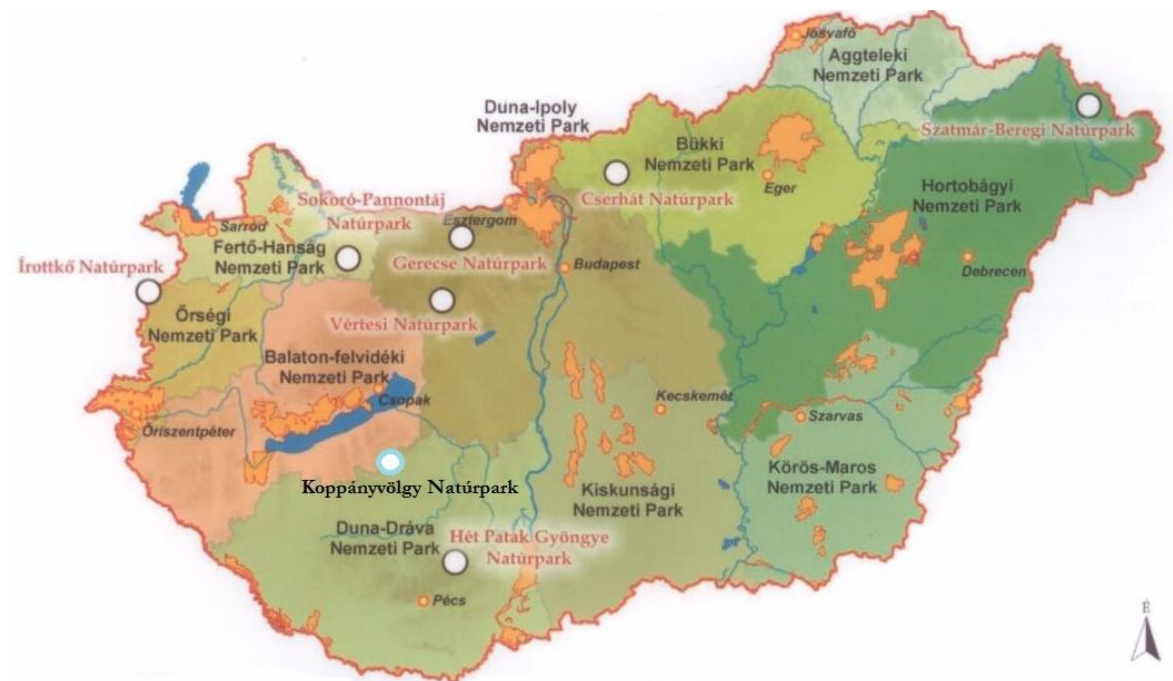 Jósvafő
Aggteleki
Nemzeti Park
Duna-Ipoly
Nemzeti Park
Szatmár-Beregi Natúrpark
Bükki
Nemzeti Park
Eger
Cserhát Natúrpark
Hortobágyi
Nemzeti Park
Sokoró-Pannontáj
Natúrpark
Esztergom
Sarród
Fertő-Hanság
Nemzeti Park
Gerecse Natúrpark
Budapest
Debrecen
Írottkő Natúrpark
Vértesi Natúrpark
Őrségi
Nemzeti Park
Balaton-felvidéki
Nemzeti Park
Csopak
Kecskemét
Szarvas
Őriszentpéter
Koppányvölgy Natúrpark
Kiskunsági
Nemzeti Park
Körös-Maros
Nemzeti Park
Duna-Dráva
Nemzeti Park
Hét Patak Gyöngye
Natúrpark
Pécs
É